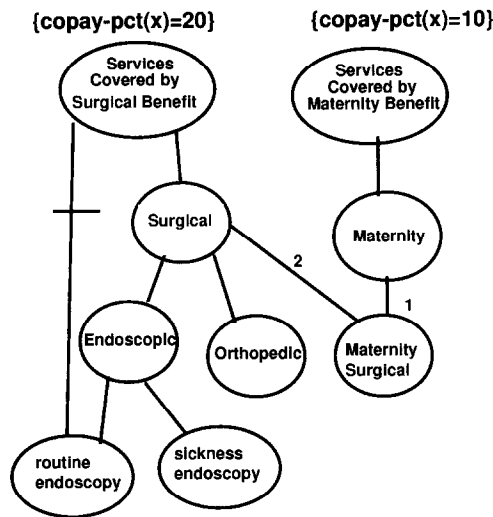 {copay-pct(x)=20}
{copay-pct(x)=10}
Services
Covered by
Surgical Benefit
Services
Covered by
Maternity Benefit
Surgical
Maternity
2
1
Endoscopic
Orthopedic
Maternity
Surgical
routine
endoscopy
sickness
endoscopy